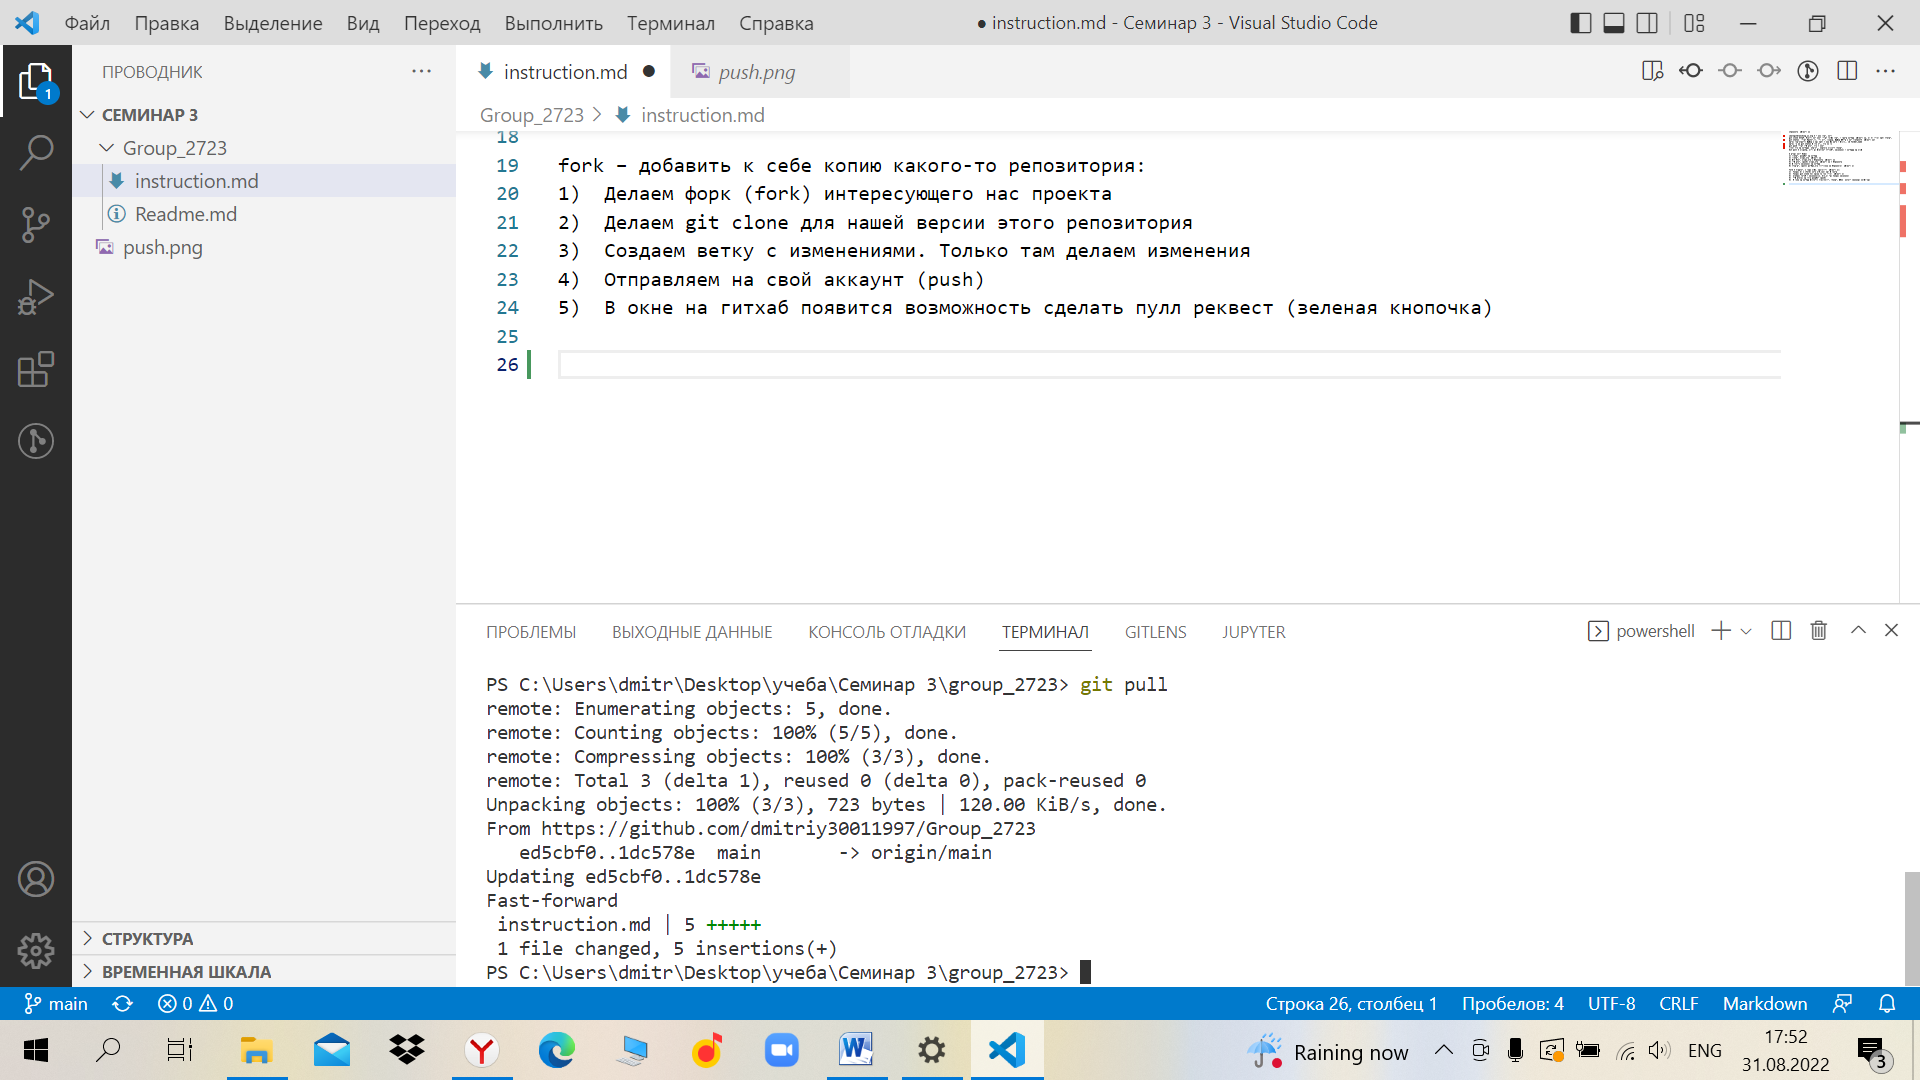 Файл Правка Выделение Вид Переход Выполнить Терминал Справка
● instruction.md - Семинар 3 - Visual Studio Code
ПРОВОДНИК
СЕМИНАР 3
Group_2723
instruction.md
Readme.md
push.png
СТРУКТУРА
ВРЕМЕННАЯ ШКАЛА
1
instruction.md
push.png
Group_2723 > instruction.md
18
19 fork – добавить к себе копию какого-то репозитория:
20 1) Делаем форк (fork) интересующего нас проекта
21 2) Делаем git clone для нашей версии этого репозитория
22 3) Создаем ветку с изменениями. Только там делаем изменения
23 4) Отправляем на свой аккаунт (push)
24 5) В окне на гитхаб появится возможность сделать пулл реквест (зеленая кнопочка)
25
26
ПРОБЛЕМЫ ВЫХОДНЫЕ ДАННЫЕ КОНСОЛЬ ОТЛАДКИ ТЕРМИНАЛ GITLENS JUPYTER
powershell
PS C:\Users\dmitr\Desktop\учеба\Семинар 3\group_2723> git pull
remote: Enumerating objects: 5, done.
remote: Counting objects: 100% (5/5), done.
remote: Compressing objects: 100% (3/3), done.
remote: Total 3 (delta 1), reused 0 (delta 0), pack-reused 0
Unpacking objects: 100% (3/3), 723 bytes | 120.00 KiB/s, done.
From https://github.com/dmitriy30011997/Group_2723
ed5cbf0..1dc578e main -> origin/main
Updating ed5cbf0..1dc578e
Fast-forward
instruction.md | 5 +++++
1 file changed, 5 insertions(+)
PS C:\Users\dmitr\Desktop\учеба\Семинар 3\group_2723>
main 0 0
Строка 26, столбец 1 Пробелов: 4 UTF-8 CRLF Markdown
Raining now
ENG
17:52
31.08.2022
3